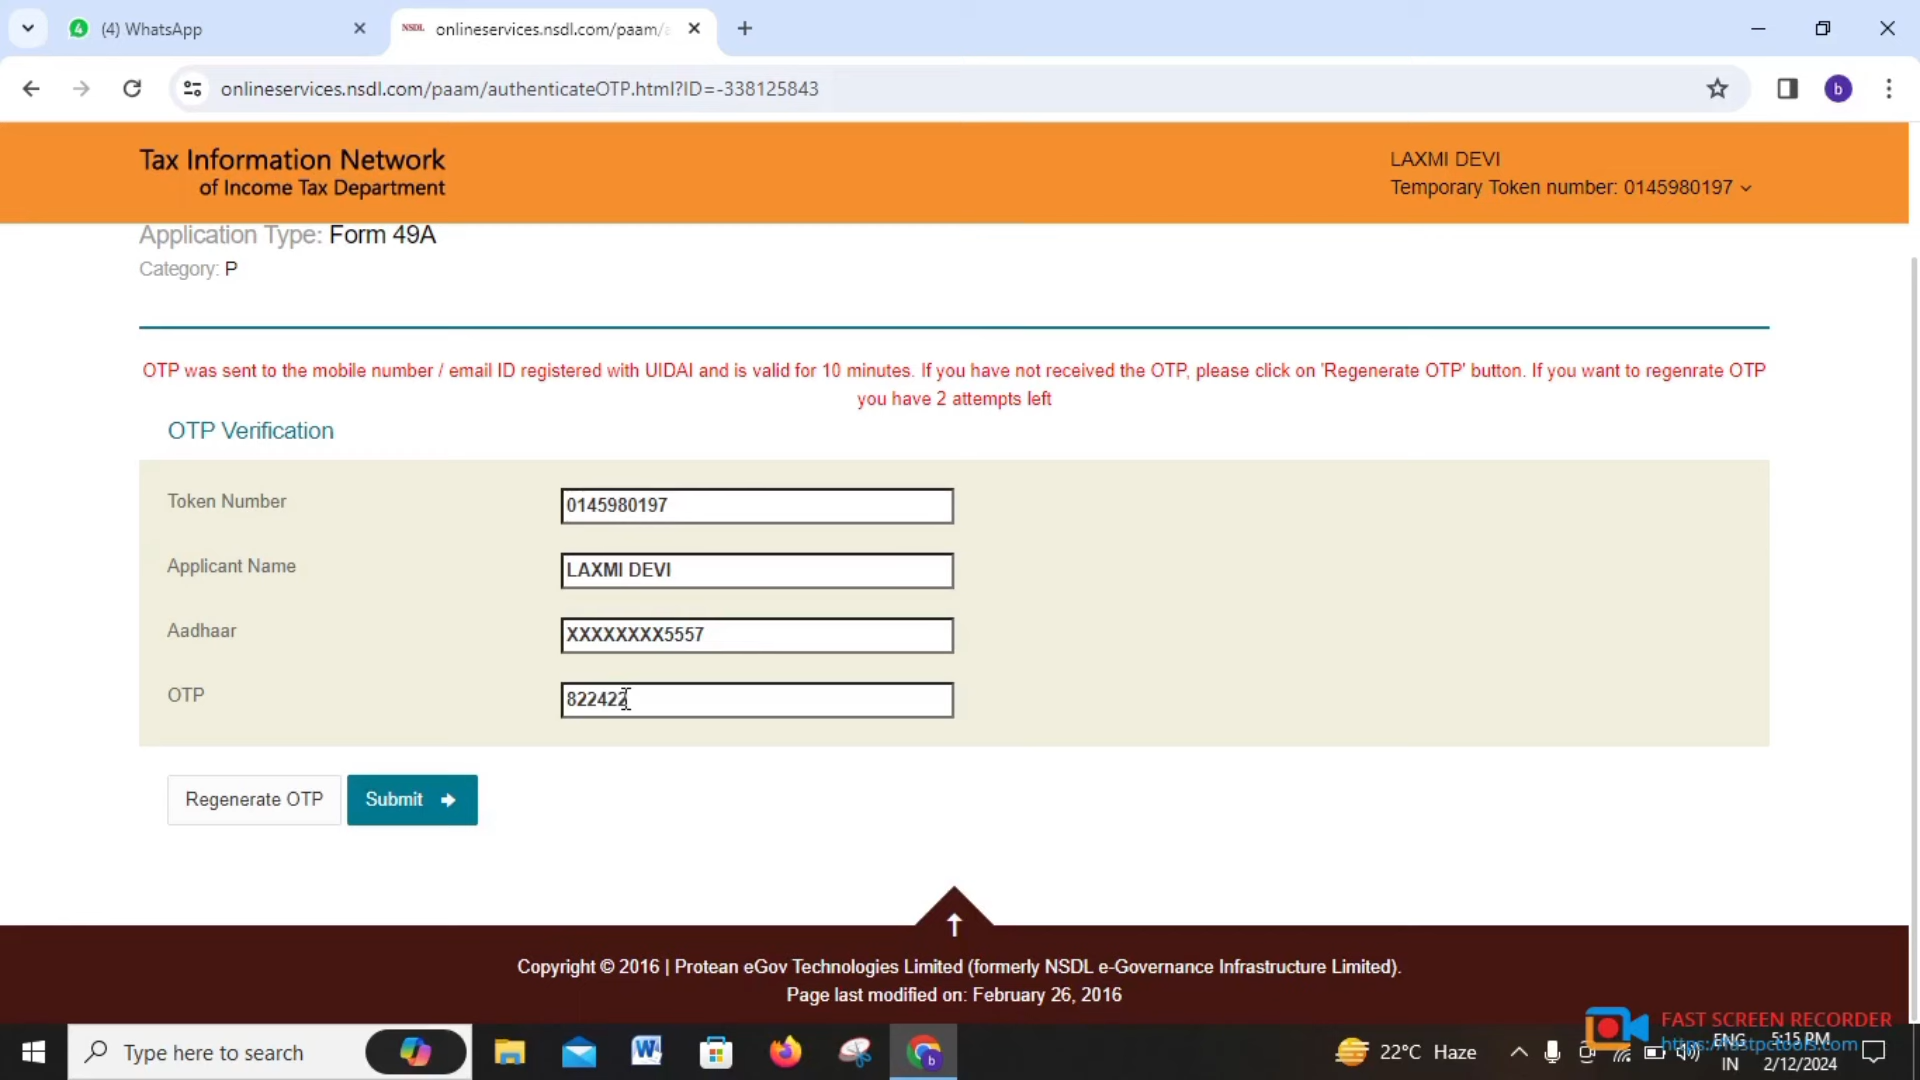 (4) WhatsApp
NSDL onlineservices.nsdl.com/paam/
onlineservices.nsdl.com/paam/authenticateOTP.html?ID=-338125843
b
Tax Information Network
of Income Tax Department
LAXMI DEVI
Temporary Token number: 0145980197
Application Type: Form 49A
Category: P
OTP was sent to the mobile number / email ID registered with UIDAI and is valid for 10 minutes. If you have not received the OTP, please click on 'Regenerate OTP' button. If you want to regenrate OTP
you have 2 attempts left
OTP Verification
Token Number 0145980197
Applicant Name LAXMI DEVI
Aadhaar XXXXXXXX5557
OTP 822422
Regenerate OTP Submit
Copyright © 2016 | Protean eGov Technologies Limited (formerly NSDL e-Governance Infrastructure Limited).
Page last modified on: February 26, 2016
FAST SCREEN RECORDER
https://fastpctools.com
Type here to search
22°C Haze
ENG
IN
5:15 PM
2/12/2024